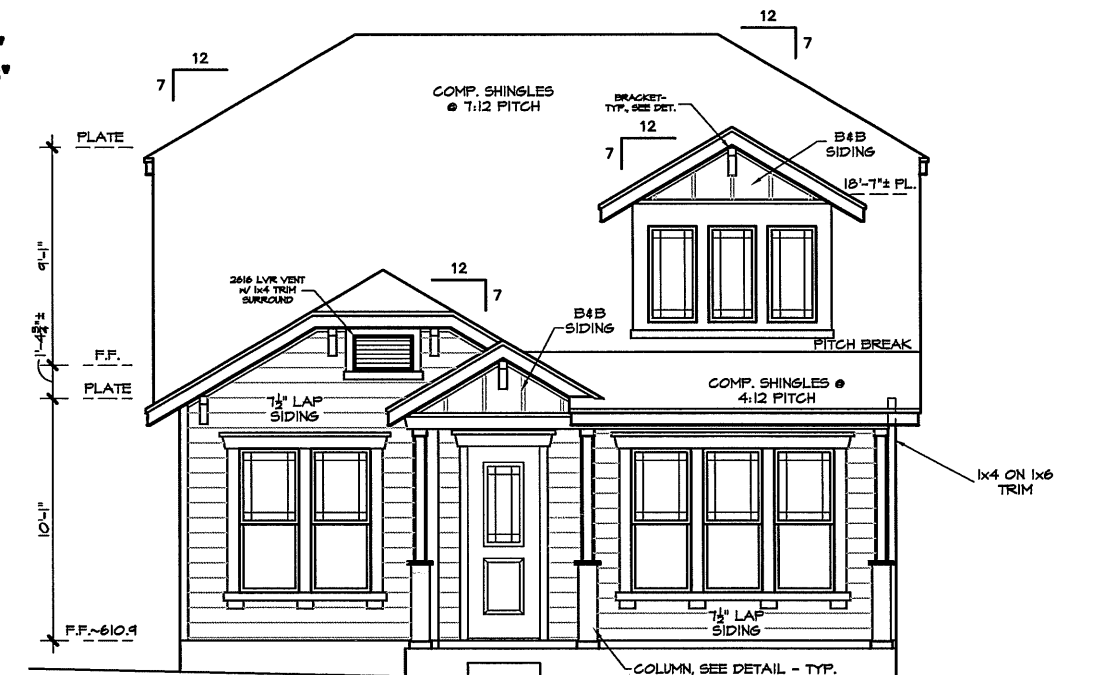 12
7
12
7
COMP. SHINGLES
@ 7:12 PITCH
BRACKET-
TYP., SEE DET.
12
7
B&B
SIDING
PLATE
18'-7"± PL.
9'-1"
2616 LVR VENT
W/ 1x4 TRIM
SURROUND
12
7
B&B
SIDING
1'-4¾"±
PITCH BREAK
F.F.
PLATE
COMP. SHINGLES @
4:12 PITCH
7½" LAP
SIDING
1x4 ON 1x6
TRIM
10'-1"
7½" LAP
SIDING
F.F.~610.9
COLUMN, SEE DETAIL - TYP.